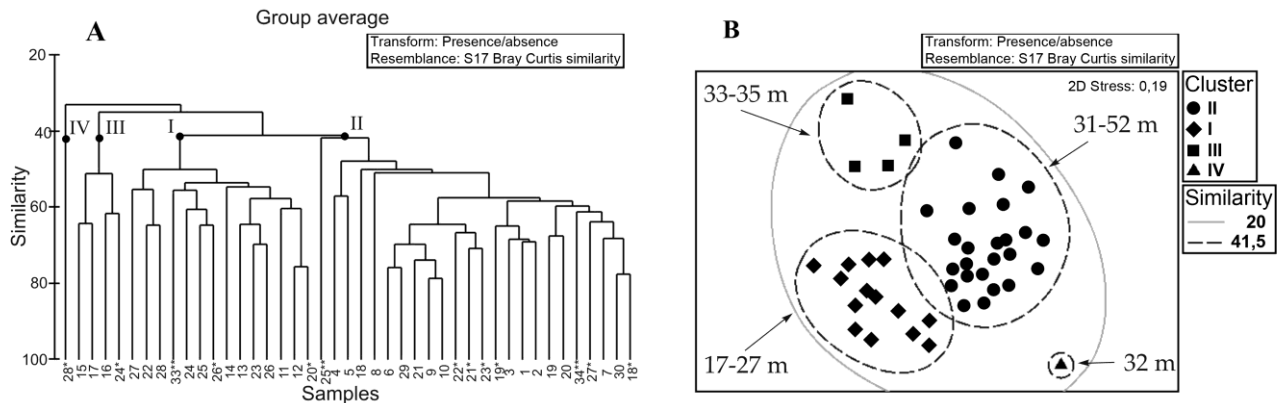 Group average
A
Transform: Presence/absence
Resemblance: S17 Bray Curtis similarity
Similarity
20
40
60
80
100
IV
III
I
II
28* 15 17 16 24* 27 22 28 33** 24 25 26* 14 13 23 26 11 12 20* 25** 4 5 18 8 6 29 21 9 10 22* 21* 23* 19* 3 1 2 19 20 34** 27* 7 30 18*
Samples
B
Transform: Presence/absence
Resemblance: S17 Bray Curtis similarity
2D Stress: 0,19
33-35 m
31-52 m
17-27 m
32 m
Cluster
II
I
III
IV
Similarity
20
41,5